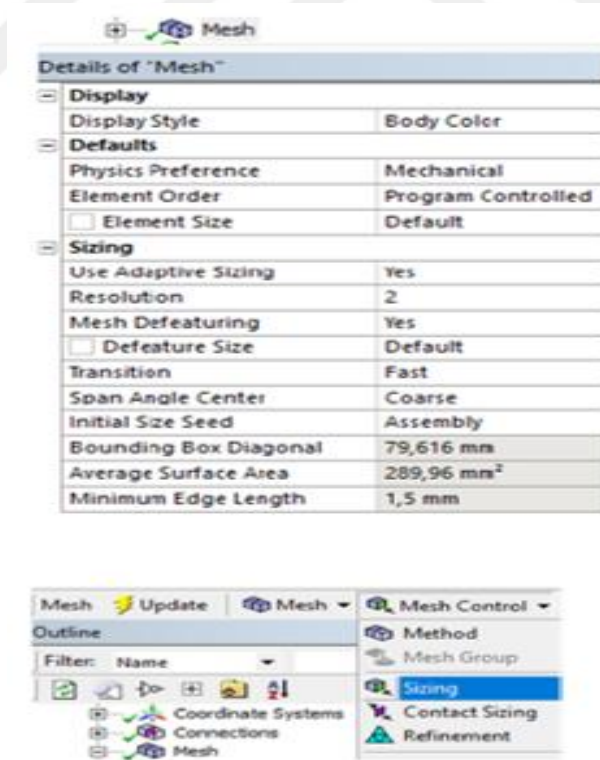 Mesh
Details of "Mesh"
Display
Display Style Body Color
Defaults
Physics Preference Mechanical
Element Order Program Controlled
Element Size Default
Sizing
Use Adaptive Sizing Yes
Resolution 2
Mesh Defeaturing Yes
Defeature Size Default
Transition Fast
Span Angle Center Coarse
Initial Size Seed Assembly
Bounding Box Diagonal 79,616 mm
Average Surface Area 289,96 mm²
Minimum Edge Length 1,5 mm
Mesh Update Mesh Mesh Control
Outline Method
Filter: Name Mesh Group
Sizing
Coordinate Systems Contact Sizing
Connections Refinement
Mesh